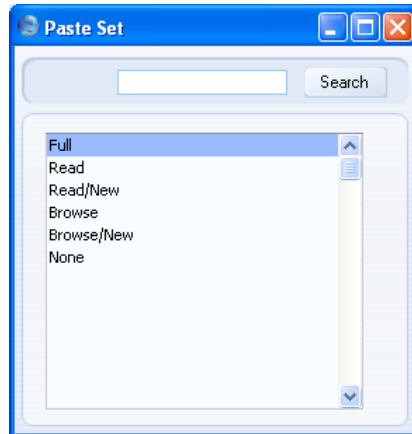 Paste Set
Search
Full
Read
Read/New
Browse
Browse/New
None